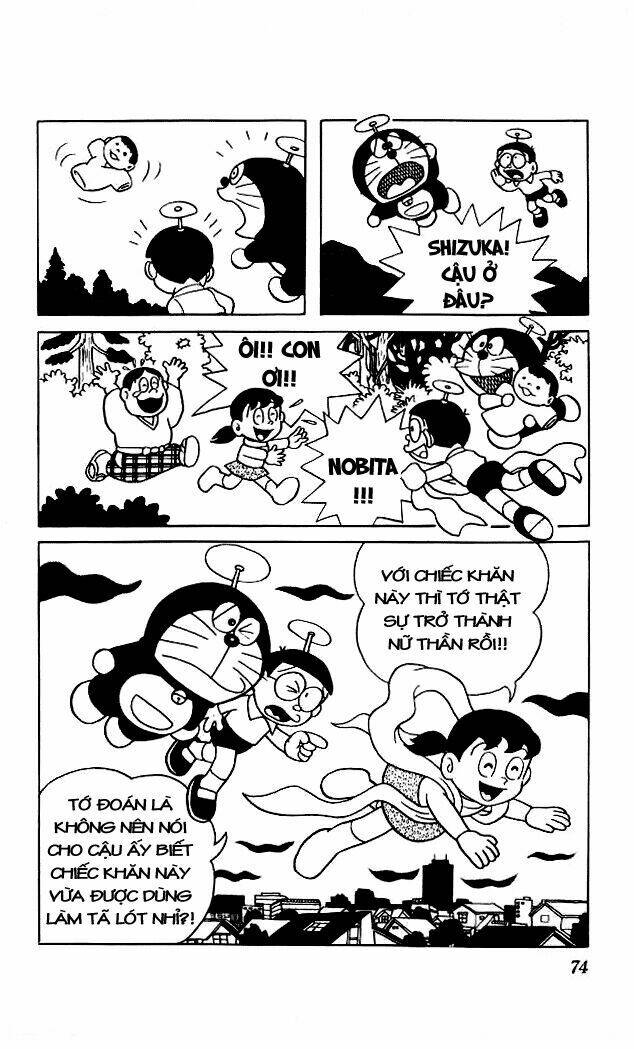 SHIZUKA!
CẬU Ở
ĐÂU?
ÔI!! CON
ƠI!!
NOBITA
!!!
VỚI CHIẾC KHĂN
NÀY THÌ TỚ THẬT
SỰ TRỞ THÀNH
NỮ THẦN RỒI!!
TỚ ĐOÁN LÀ
KHÔNG NÊN NÓI
CHO CẬU ẤY BIẾT
CHIẾC KHĂN NÀY
VỪA ĐƯỢC DÙNG
LÀM TÃ LÓT NHỈ?!
74